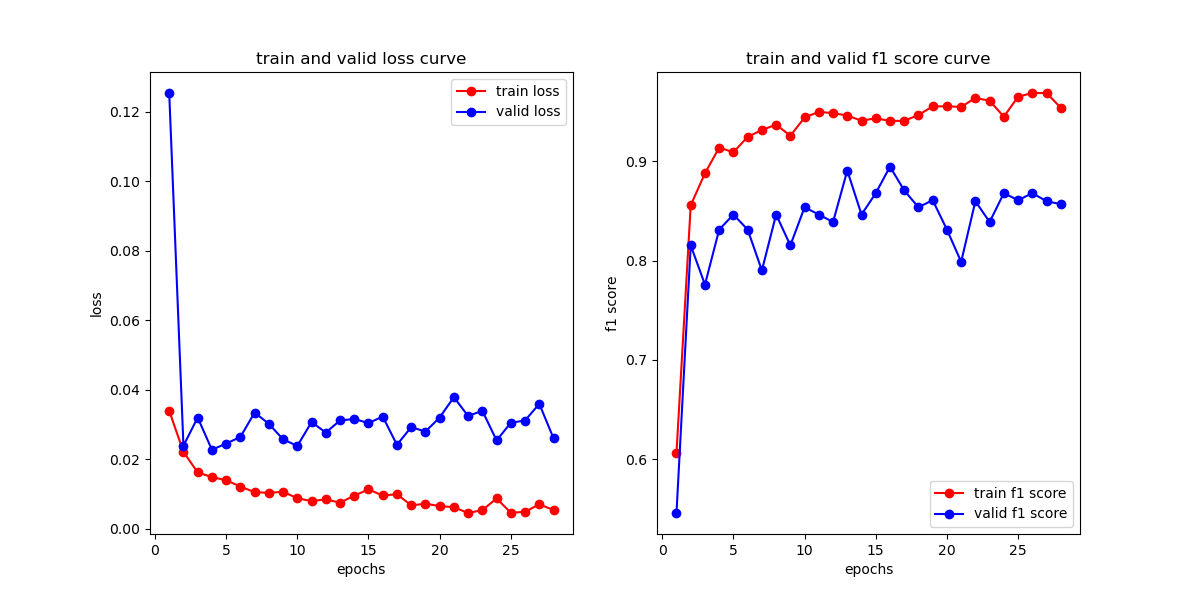 train and valid loss curve
train loss
valid loss
0.12
0.10
0.08
0.06
0.04
0.02
0.00
loss
0 5 10 15 20 25
epochs
train and valid f1 score curve
0.9
0.8
0.7
0.6
f1 score
train f1 score
valid f1 score
0 5 10 15 20 25
epochs